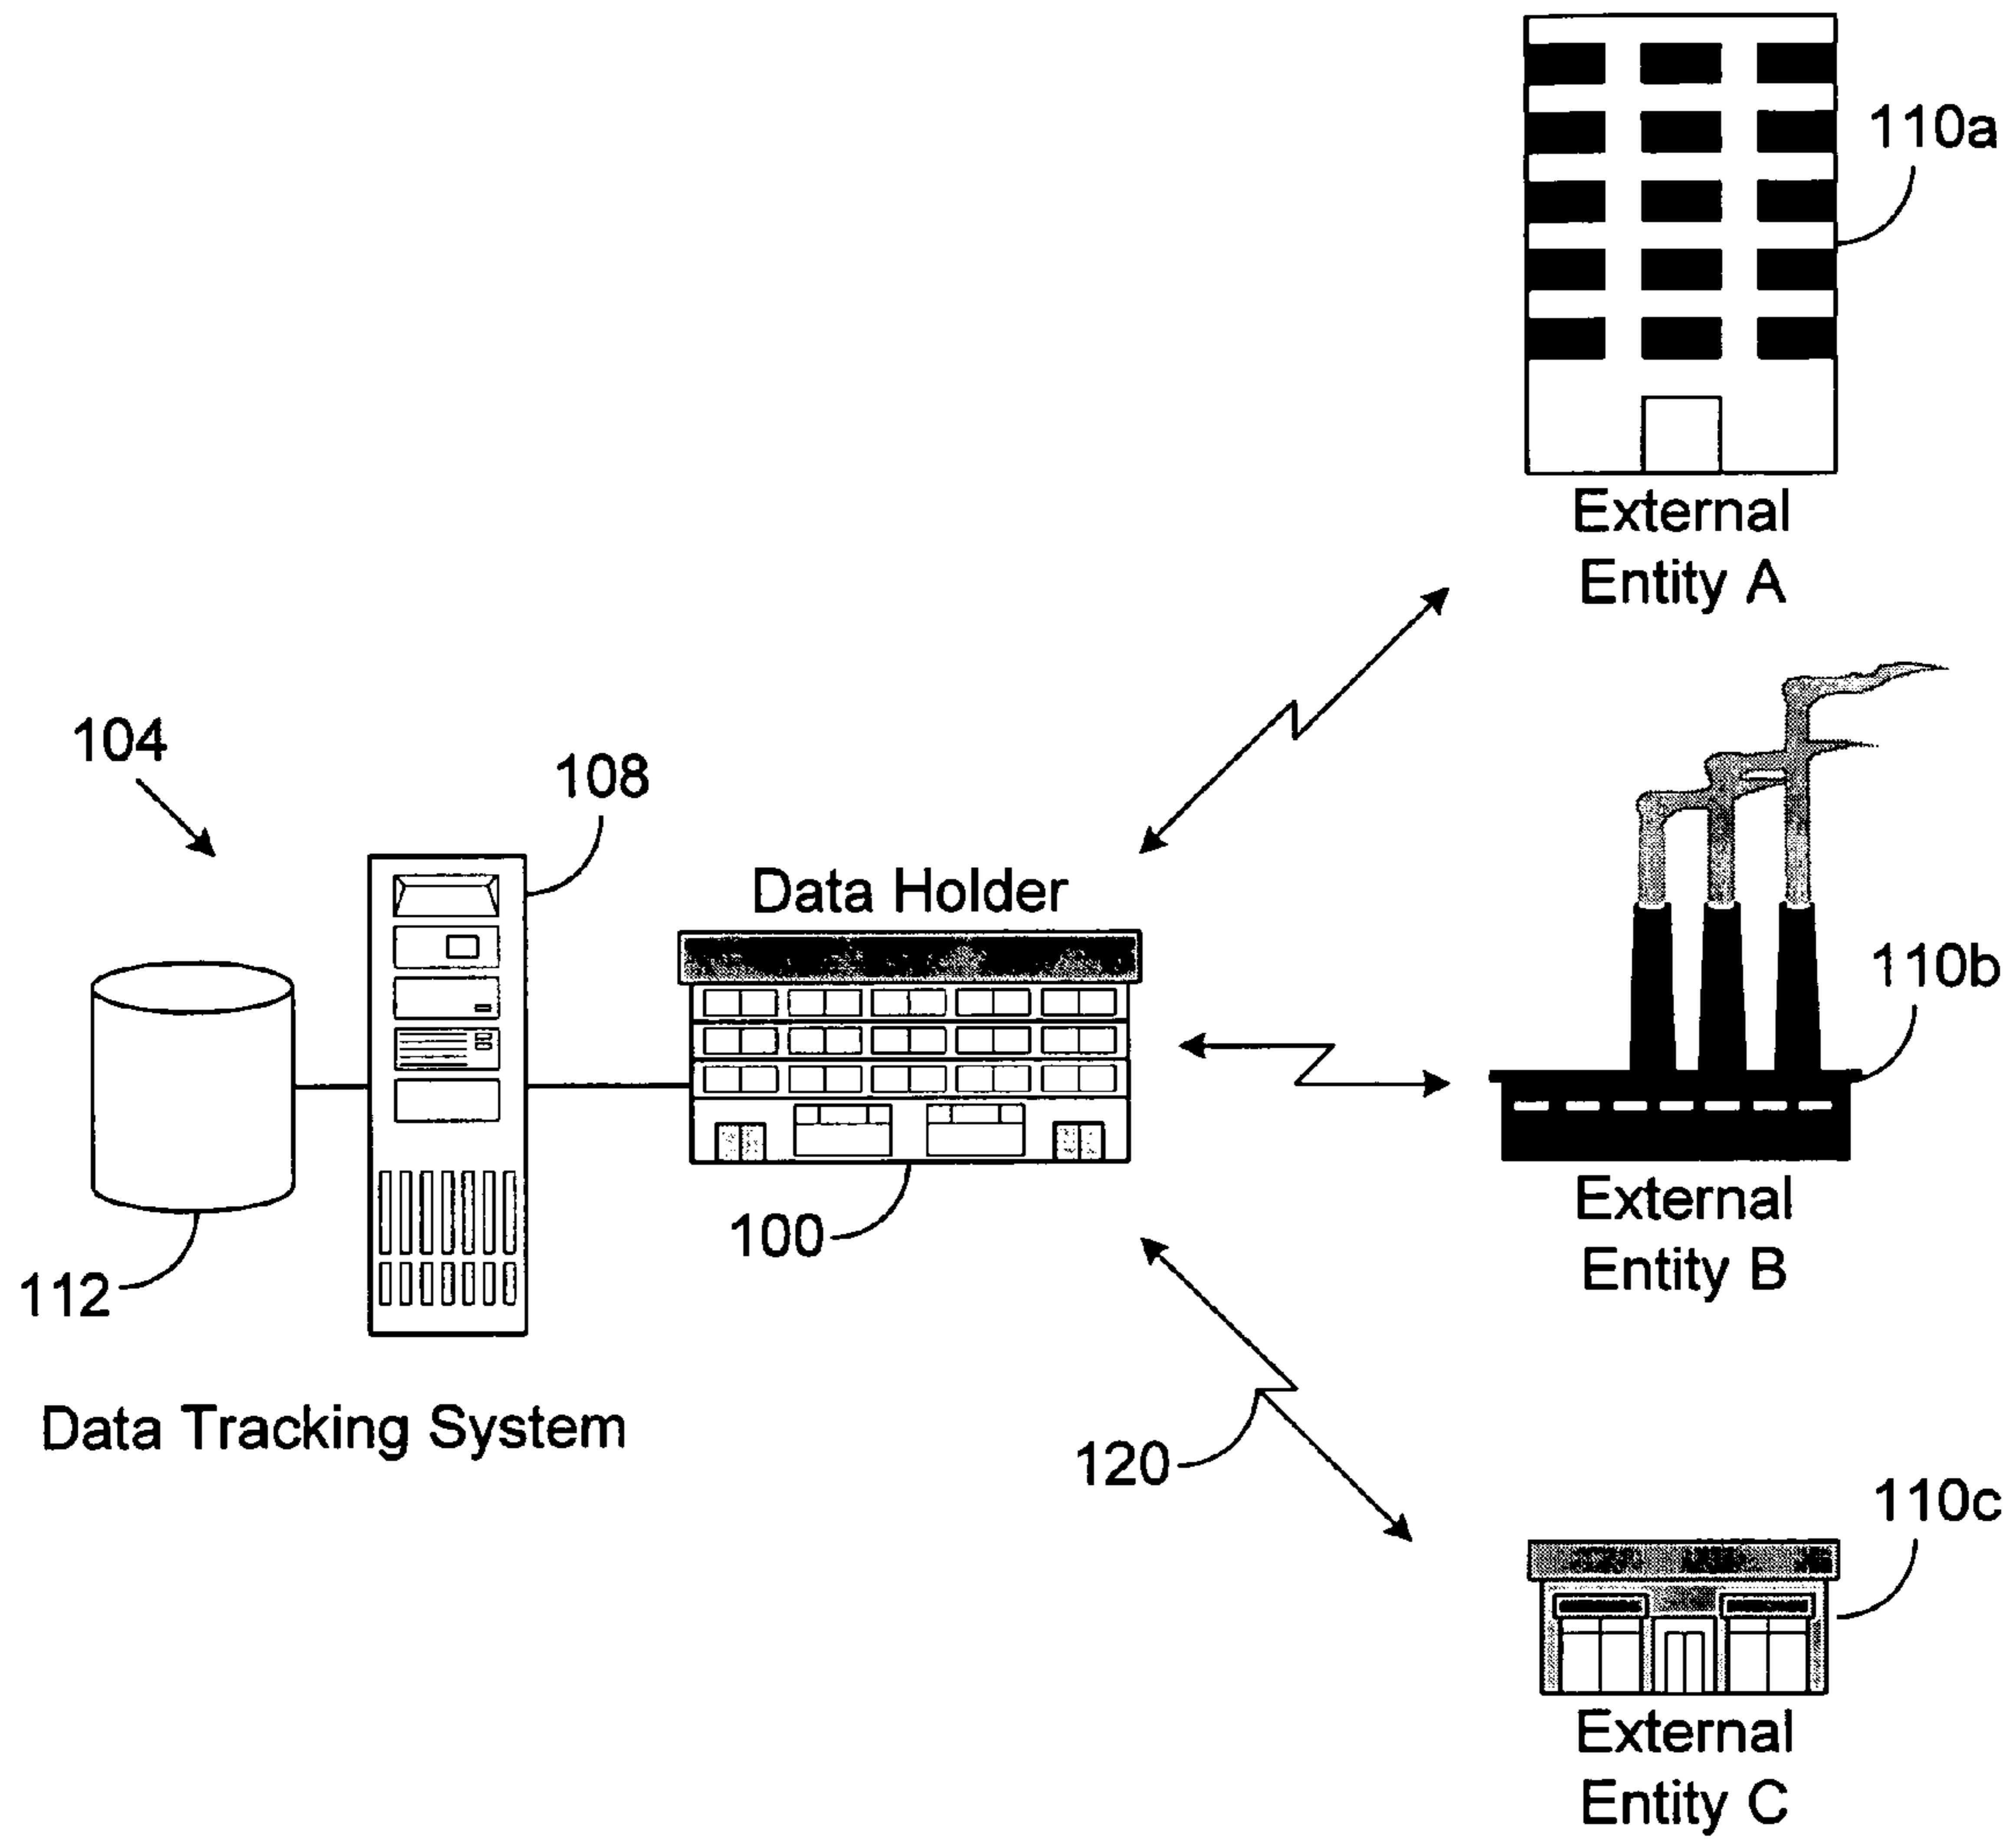 110a
External
Entity A
104
108
Data Holder
110b
100
External
Entity B
112
Data Tracking System
120
110c
External
Entity C